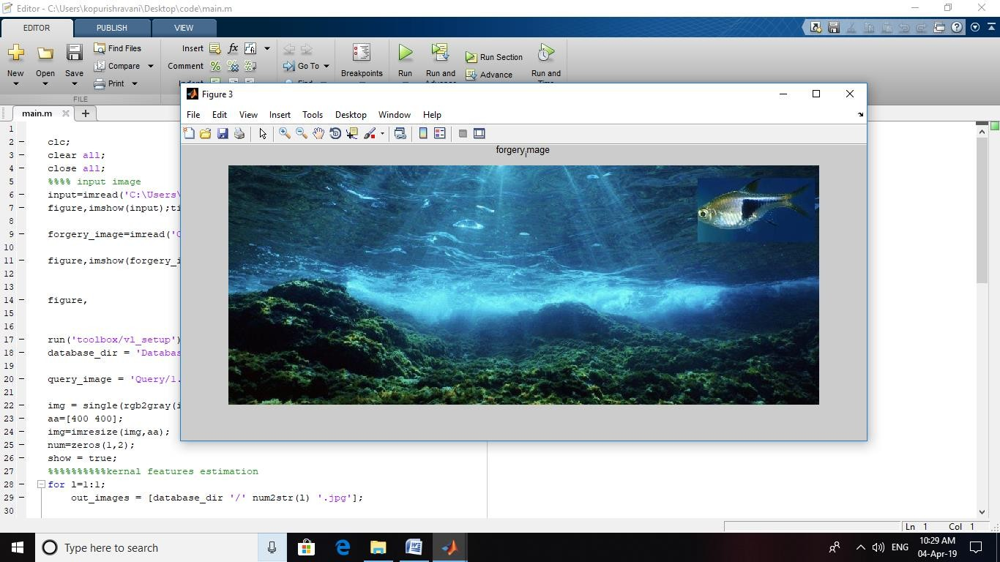 Editor - C:\Users\kopurishravani\Desktop\code\main.m
EDITOR PUBLISH VIEW
New Open Save Find Files Compare Print
FILE
Insert fx
Comment
Indent
Go To
Find
Breakpoints
Run Run and Advance Run Section Advance Run and Time
main.m
1
2 clc;
3 clear all;
4 close all;
5 %%%% input image
6 input=imread('C:\Users\
7 figure,imshow(input);ti
8
9 forgery_image=imread('C
10
11 figure,imshow(forgery_i
12
13
14 figure,
15
16
17 run('toolbox/vl_setup')
18 database_dir = 'Databas
19
20 query_image = 'Query/1.
21
22 img = single(rgb2gray(i
23 aa=[400 400];
24 img=imresize(img,aa);
25 num=zeros(1,2);
26 show = true;
27 %%%%%%%%%%kernal features estimation
28 for l=1:1;
29 out_images = [database_dir '/' num2str(l) '.jpg'];
30
Figure 3
File Edit View Insert Tools Desktop Window Help
forgery_image
Ln 1 Col 1
Type here to search
ENG
10:29 AM
04-Apr-19